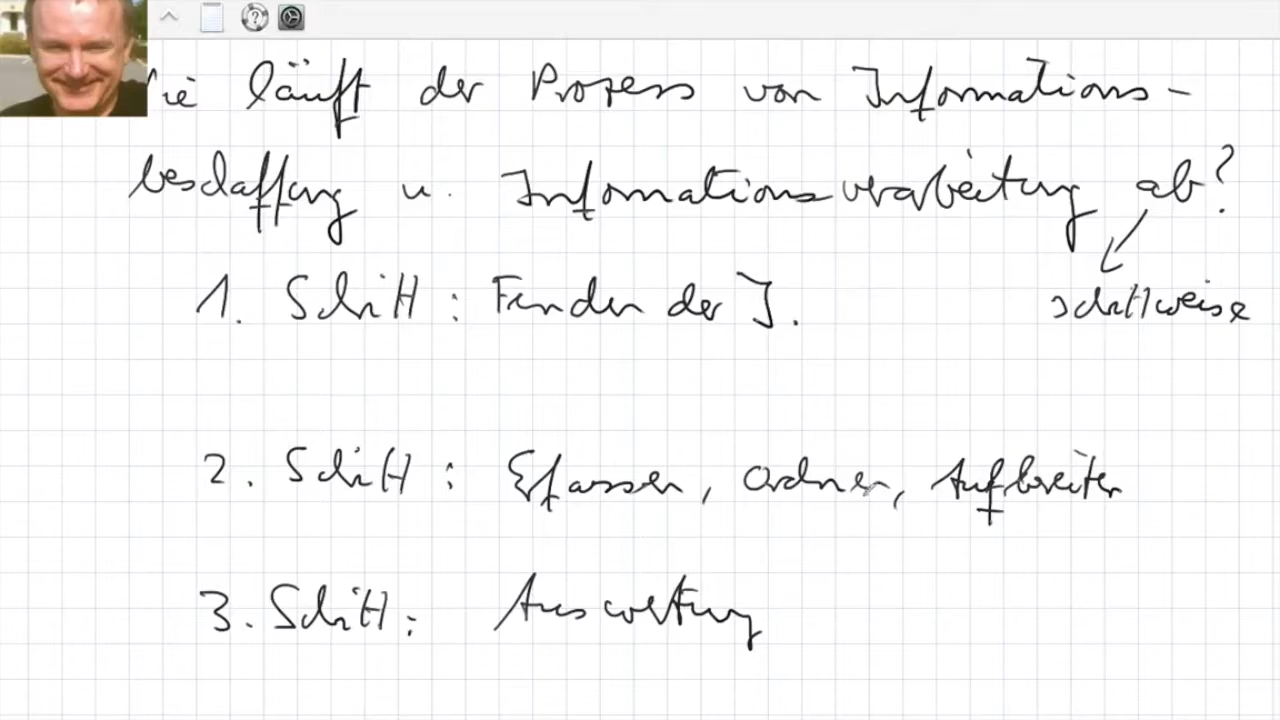 Wie läuft der Prozess von Informations-
beschaffung u. Informationsverarbeitung ab?
schrittweise
1. Schritt: Finden der I.
2. Schritt: Erfassen, Ordnen, Aufbereiten
3. Schritt: Auswertung